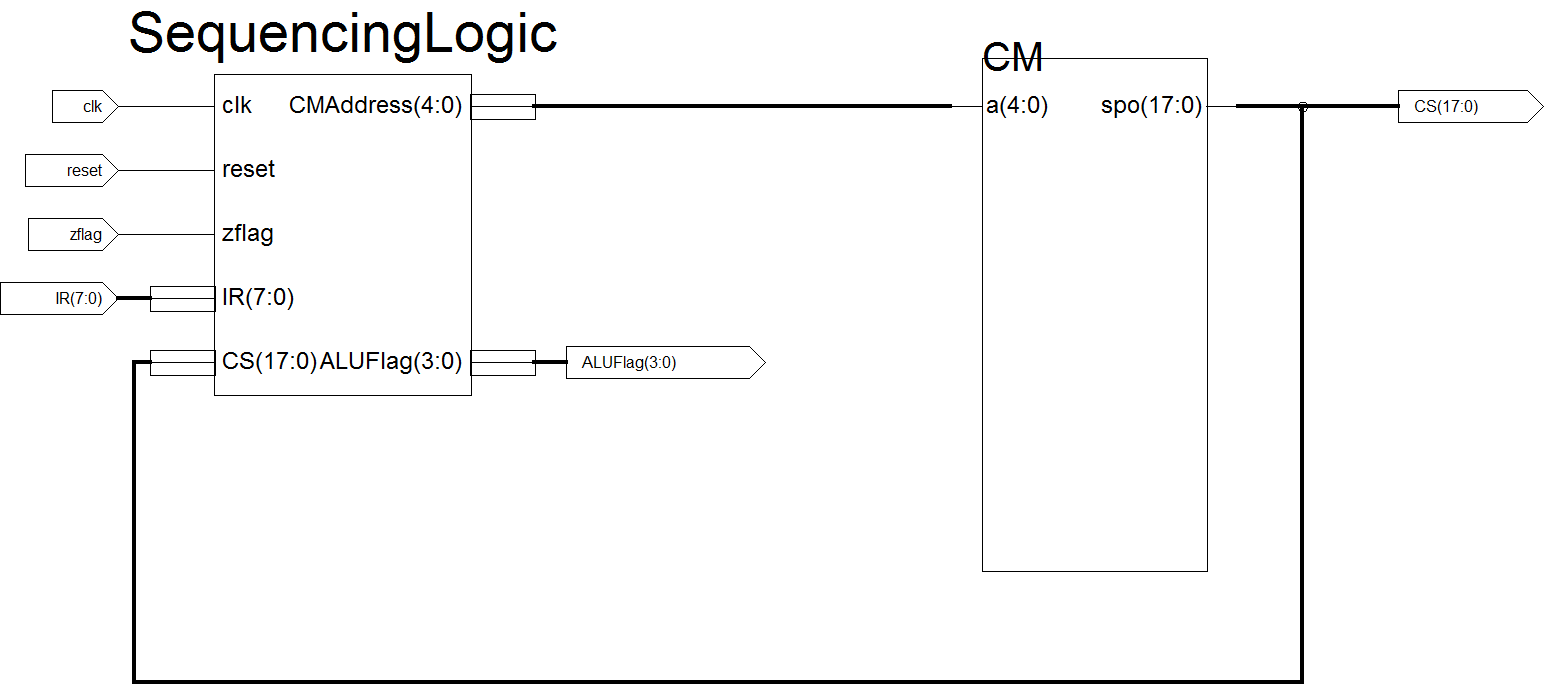 SequencingLogic
CM
clk
clk
CMAddress(4:0)
a(4:0)
spo(17:0)
CS(17:0)
reset
reset
zflag
zflag
IR(7:0)
IR(7:0)
CS(17:0)
ALUFlag(3:0)
ALUFlag(3:0)